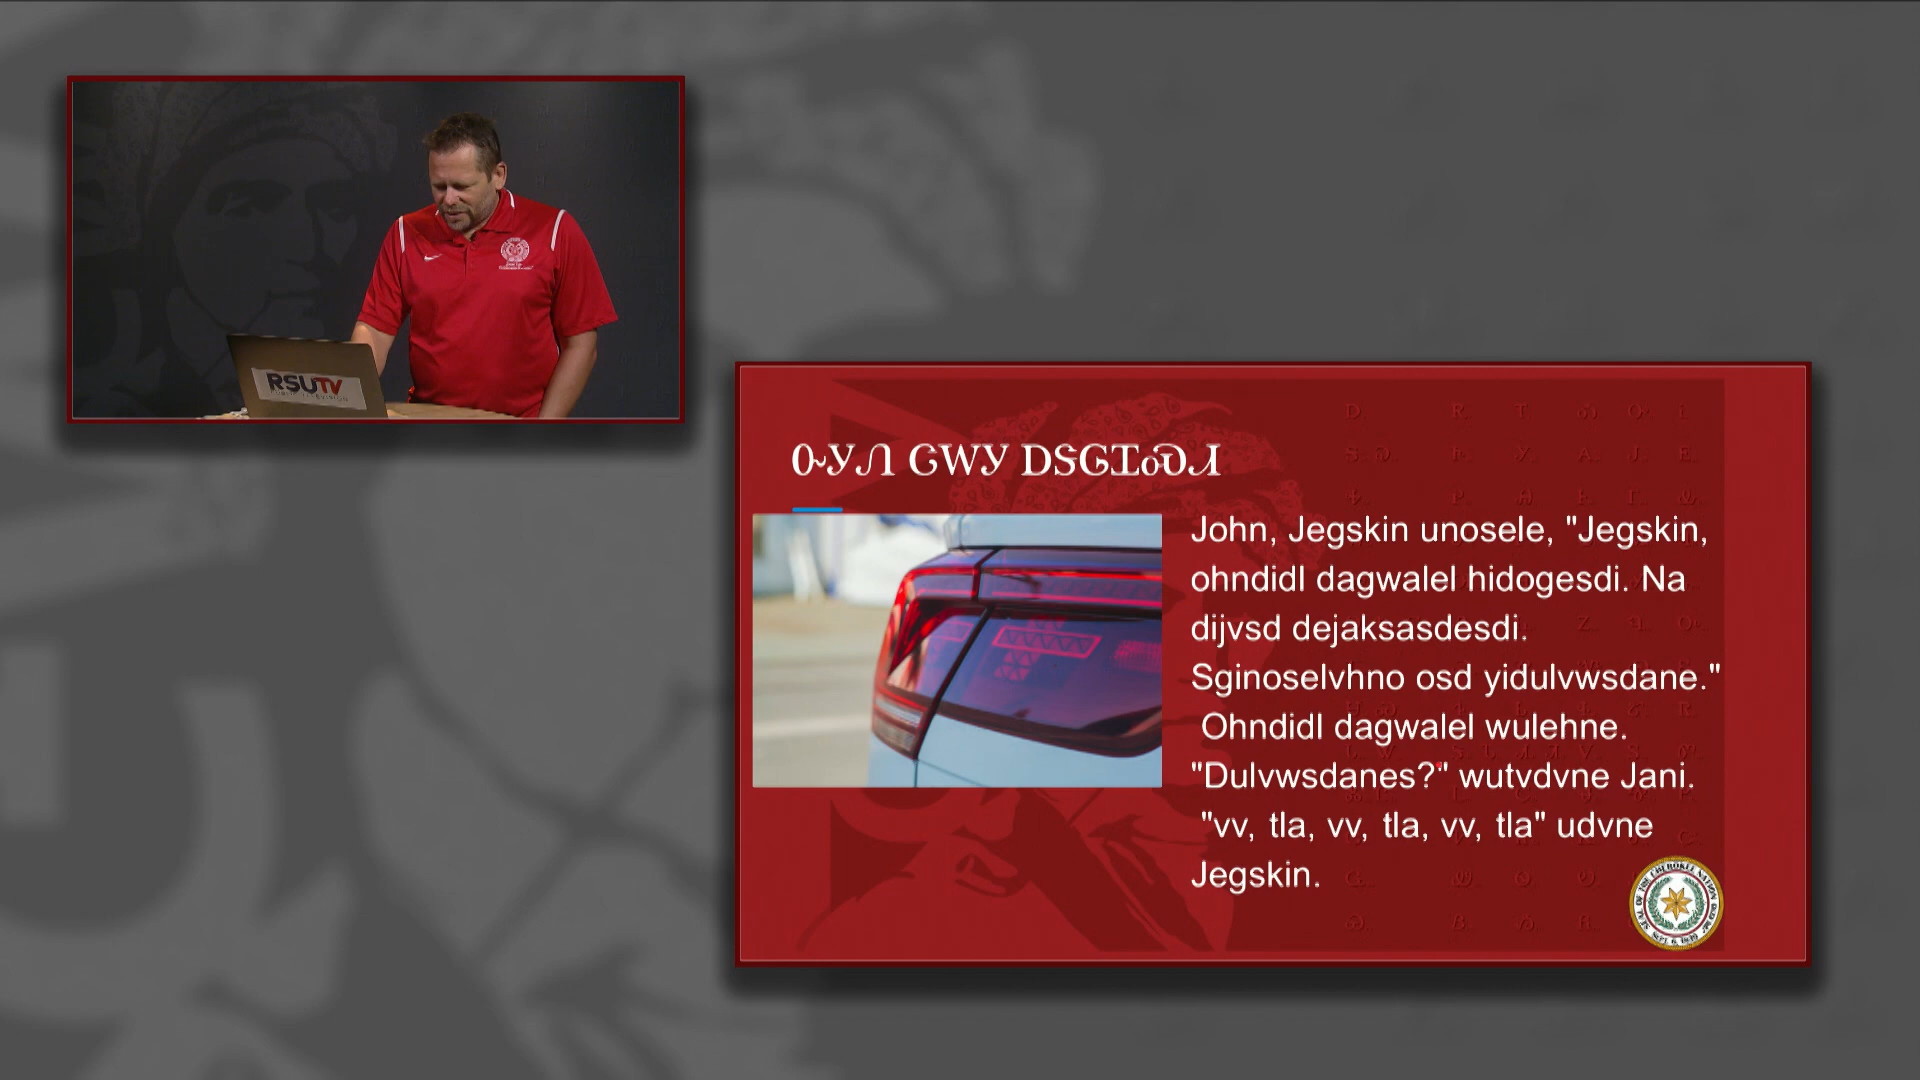 RSUTV
ᏅᎩᏁ ᏣᎳᎩ ᎠᏕᎶᏆᏍᏗ
John, Jegskin unosele, "Jegskin,
ohndidl dagwalel hidogesdi. Na
dijvsd dejaksasdesdi.
Sginoselvhno osd yidulvwsdane."
Ohndidl dagwalel wulehne.
"Dulvwsdanes?" wutvdvne Jani.
"vv, tla, vv, tla, vv, tla" udvne
Jegskin.